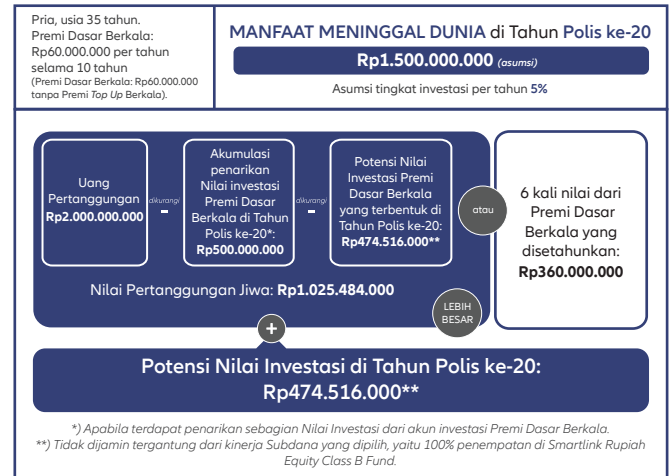 Pria, usia 35 tahun.
Premi Dasar Berkala:
Rp60.000.000 per tahun
selama 10 tahun
(Premi Dasar Berkala: Rp60.000.000
tanpa Premi Top Up Berkala).
MANFAAT MENINGGAL DUNIA di Tahun Polis ke-20
Rp1.500.000.000 (asumsi)
Asumsi tingkat investasi per tahun 5%
Uang
Pertanggungan
Rp2.000.000.000
dikurangi
-
Akumulasi
penarikan
Nilai investasi
Premi Dasar
Berkala di Tahun
Polis ke-20*:
Rp500.000.000
dikurangi
-
Potensi Nilai
Investasi Premi
Dasar Berkala
yang terbentuk di
Tahun Polis ke-20:
Rp474.516.000**
atau
6 kali nilai dari
Premi Dasar
Berkala yang
disetahunkan:
Rp360.000.000
Nilai Pertanggungan Jiwa: Rp1.025.484.000
LEBIH
BESAR
+
Potensi Nilai Investasi di Tahun Polis ke-20:
Rp474.516.000**
*) Apabila terdapat penarikan sebagian Nilai Investasi dari akun investasi Premi Dasar Berkala.
**) Tidak dijamin tergantung dari kinerja Subdana yang dipilih, yaitu 100% penempatan di Smartlink Rupiah
Equity Class B Fund.